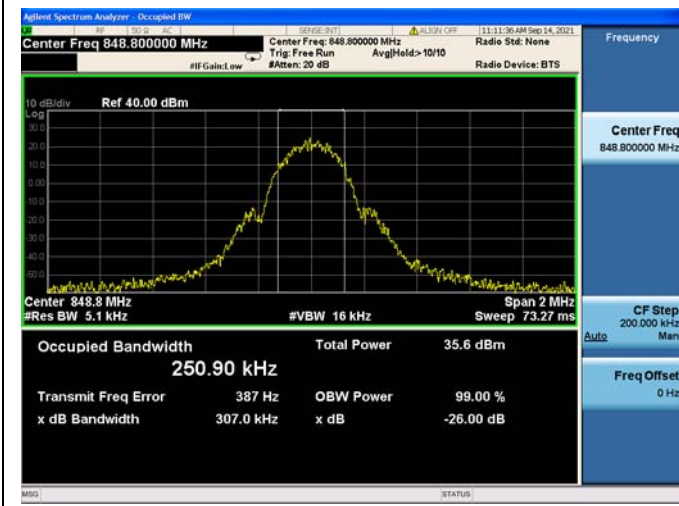 Agilent Spectrum Analyzer - Occupied BW
RF 50 Ω AC SENSE:INT ALIGN OFF 11:11:36 AM Sep 14, 2021
Center Freq 848.800000 MHz Center Freq: 848.800000 MHz Radio Std: None
Trig: Free Run Avg|Hold:> 10/10
#IFGain:Low #Atten: 20 dB Radio Device: BTS
Frequency
10 dB/div Ref 40.00 dBm
Log
30.0
20.0
10.0
0.00
10.0
20.0
30.0
40.0
50.0
Center 848.8 MHz Span 2 MHz
#Res BW 5.1 kHz #VBW 16 kHz Sweep 73.27 ms
Occupied Bandwidth Total Power 35.6 dBm
250.90 kHz
Transmit Freq Error 387 Hz OBW Power 99.00 %
x dB Bandwidth 307.0 kHz x dB -26.00 dB
Center Freq
848.800000 MHz
CF Step
200.000 kHz
Auto Man
Freq Offset
0 Hz
MSG STATUS